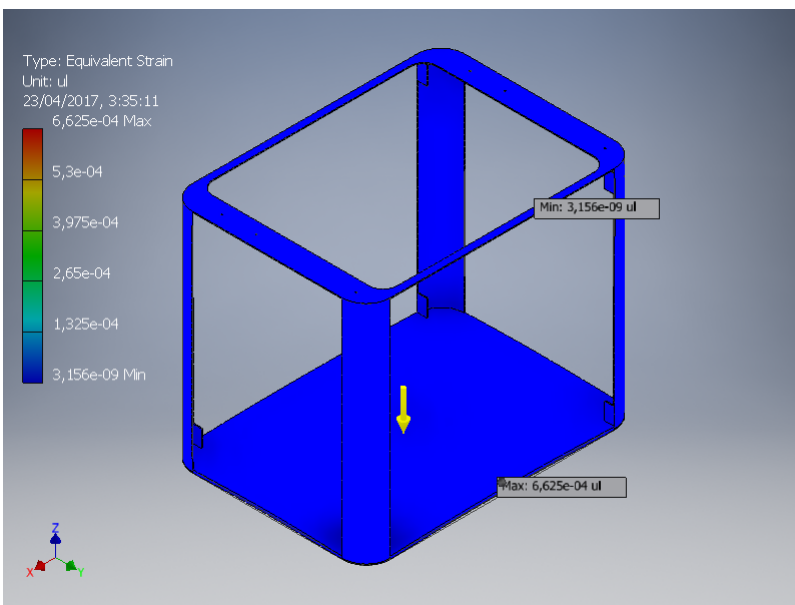 Type: Equivalent Strain
Unit: ul
23/04/2017, 3:35:11
6,625e-04 Max
5,3e-04
3,975e-04
2,65e-04
1,325e-04
3,156e-09 Min
Min: 3,156e-09 ul
Max: 6,625e-04 ul
Z
X
Y